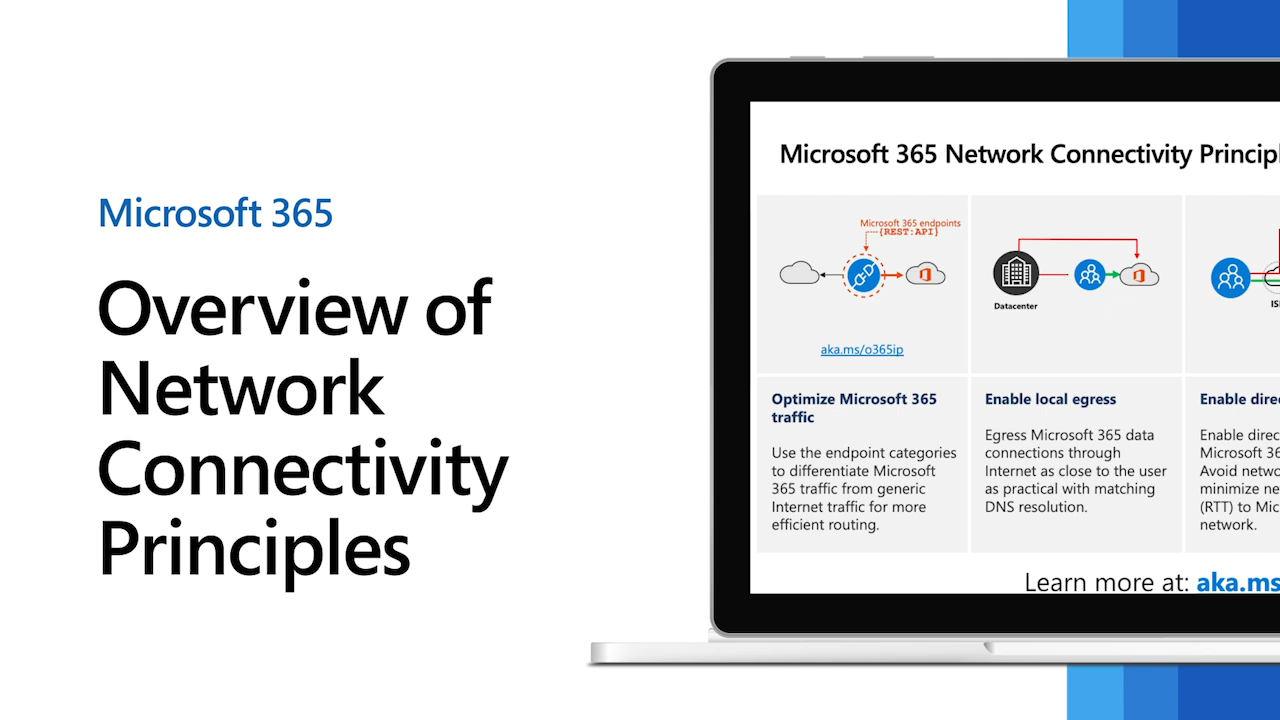 Microsoft 365
Overview of
Network
Connectivity
Principles
Microsoft 365 Network Connectivity Principl
Microsoft 365 endpoints
{REST:API}
aka.ms/o365ip
Optimize Microsoft 365
traffic
Use the endpoint categories
to differentiate Microsoft
365 traffic from generic
Internet traffic for more
efficient routing.
Datacenter
Enable local egress
Egress Microsoft 365 data
connections through
Internet as close to the user
as practical with matching
DNS resolution.
IS
Enable direc
Enable direc
Microsoft 36
Avoid netwo
minimize ne
(RTT) to Mic
network.
Learn more at: aka.ms